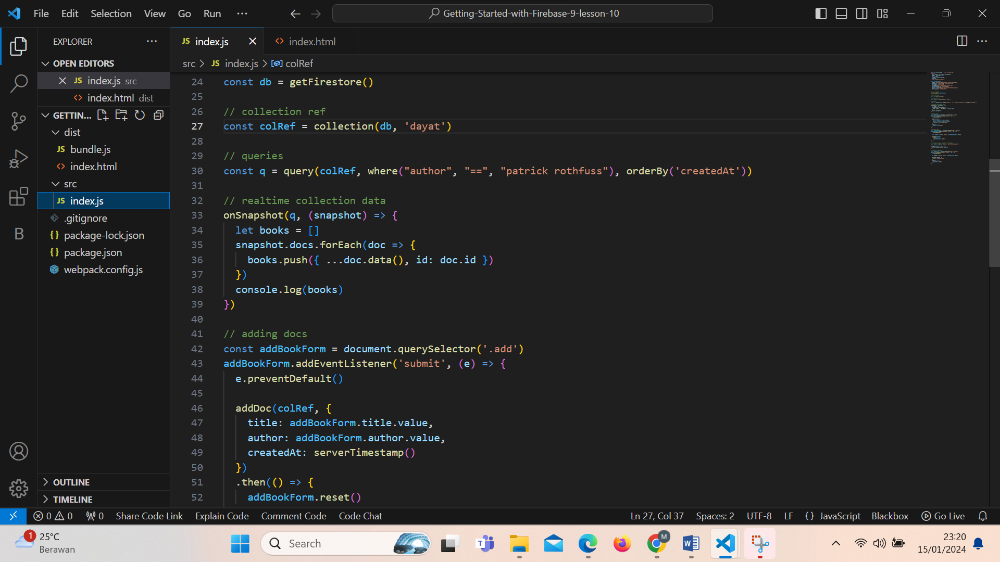 File Edit Selection View Go Run ...
Getting-Started-with-Firebase-9-lesson-10
EXPLORER
JS index.js
<> index.html
OPEN EDITORS
src > JS index.js > colRef
JS index.js src
<> index.html dist
GETTIN...
dist
JS bundle.js
<> index.html
src
JS index.js
.gitignore
{} package-lock.json
{} package.json
webpack.config.js
B
OUTLINE
TIMELINE
24 const db = getFirestore()
25
26 // collection ref
27 const colRef = collection(db, 'dayat')
28
29 // queries
30 const q = query(colRef, where("author", "==", "patrick rothfuss"), orderBy('createdAt'))
31
32 // realtime collection data
33 onSnapshot(q, (snapshot) => {
34 let books = []
35 snapshot.docs.forEach(doc => {
36 books.push({ ...doc.data(), id: doc.id })
37 })
38 console.log(books)
39 })
40
41 // adding docs
42 const addBookForm = document.querySelector('.add')
43 addBookForm.addEventListener('submit', (e) => {
44 e.preventDefault()
45
46 addDoc(colRef, {
47 title: addBookForm.title.value,
48 author: addBookForm.author.value,
49 createdAt: serverTimestamp()
50 })
51 .then(() => {
52 addBookForm.reset()
0 0 0 Share Code Link Explain Code Comment Code Code Chat
Ln 27, Col 37 Spaces: 2 UTF-8 LF {} JavaScript Blackbox Go Live
1
25°C
Berawan
Search
T
M
W
23:20
15/01/2024